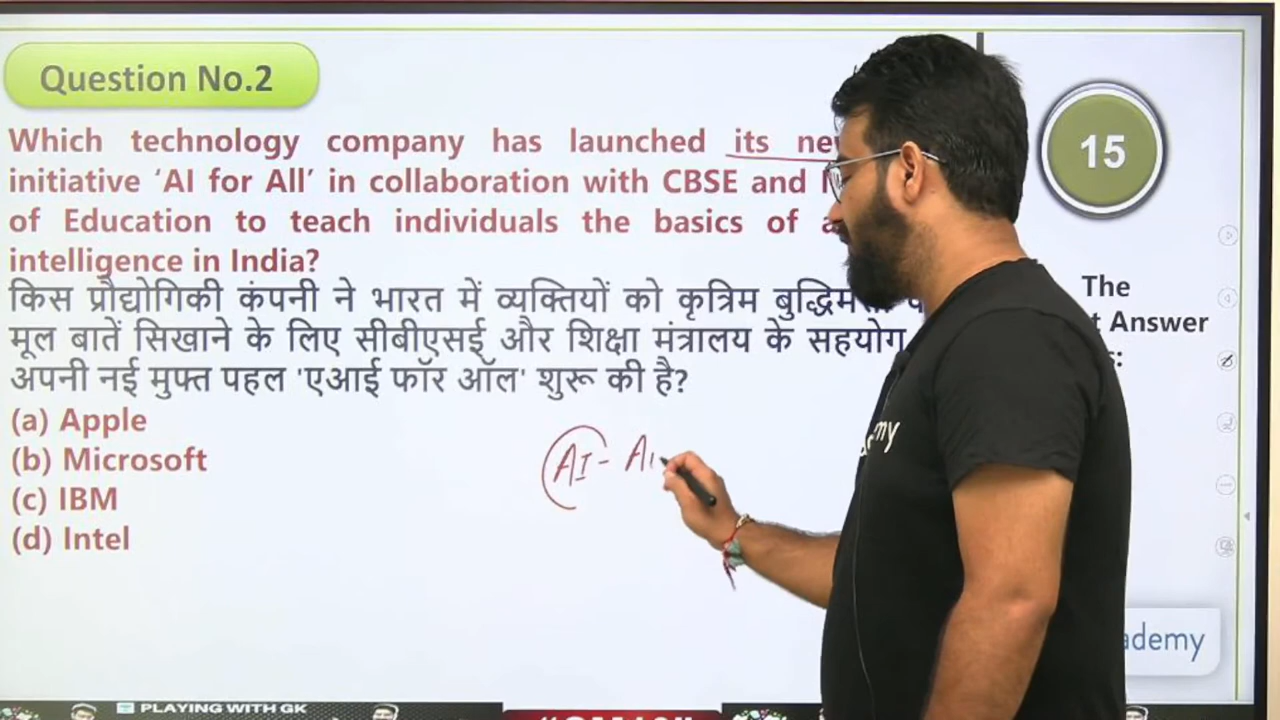 Question No.2
Which technology company has launched its
initiative ‘AI for All’ in collaboration with CBSE and
of Education to teach individuals the basics of
intelligence in India?
किस प्रौद्योगिकी कंपनी ने भारत में व्यक्तियों को कृत्रिम
मूल बातें सिखाने के लिए सीबीएसई और शिक्षा मंत्रालय के सहयोग
अपनी नई मुफ्त पहल 'एआई फॉर ऑल' शुरू की है?
(a) Apple
(b) Microsoft
(c) IBM
(d) Intel
AI -
15
The
Answer
PLAYING WITH GK